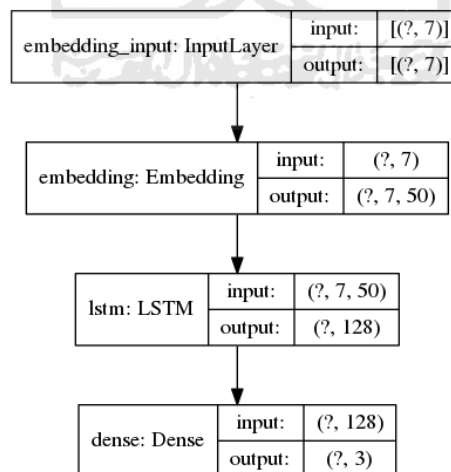 embedding_input: InputLayer
input: [(?, 7)]
output: [(?, 7)]
embedding: Embedding
input: (?, 7)
output: (?, 7, 50)
lstm: LSTM
input: (?, 7, 50)
output: (?, 128)
dense: Dense
input: (?, 128)
output: (?, 3)